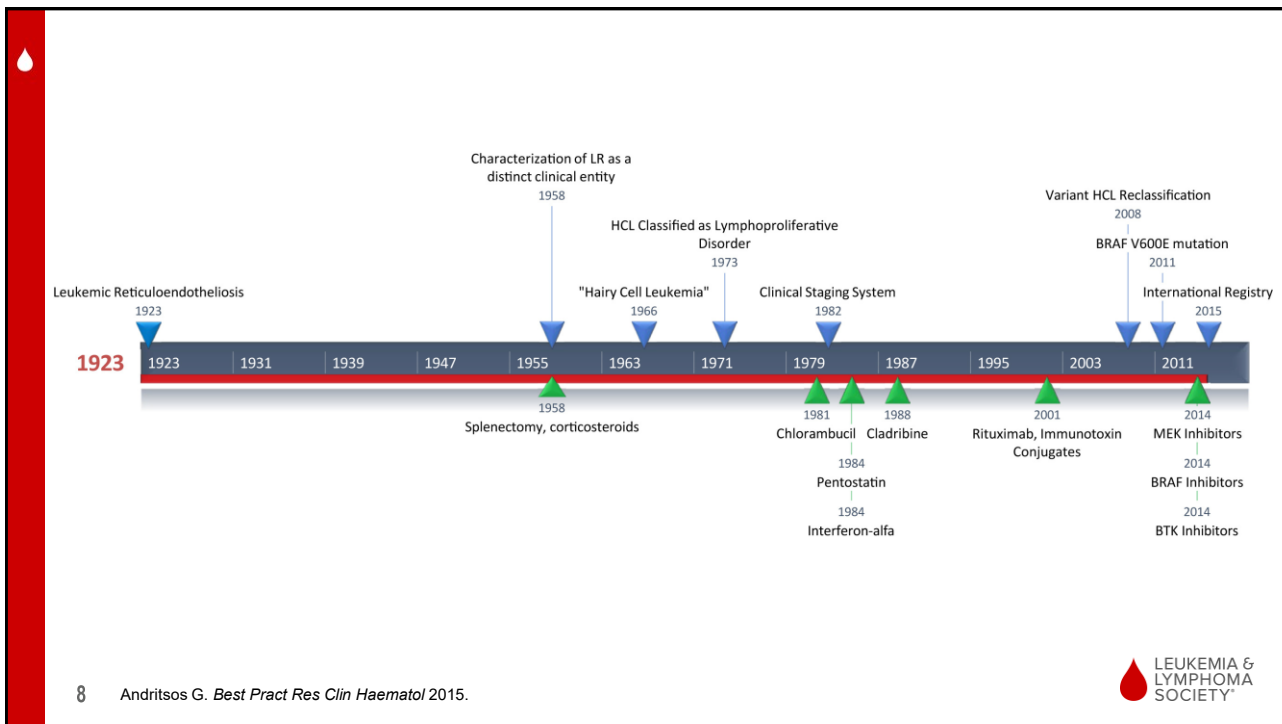 Characterization of LR as a
distinct clinical entity
1958
Variant HCL Reclassification
2008
HCL Classified as Lymphoproliferative
Disorder
1973
BRAF V600E mutation
2011
Leukemic Reticuloendotheliosis
1923
"Hairy Cell Leukemia"
1966
Clinical Staging System
1982
International Registry
2015
1923
1923 1931 1939 1947 1955 1963 1971 1979 1987 1995 2003 2011
1958
Splenectomy, corticosteroids
1981
Chlorambucil
1988
Cladribine
2001
Rituximab, Immunotoxin
Conjugates
2014
MEK Inhibitors
1984
Pentostatin
2014
BRAF Inhibitors
1984
Interferon-alfa
2014
BTK Inhibitors
8
Andritsos G. Best Pract Res Clin Haematol 2015.
LEUKEMIA &
LYMPHOMA
SOCIETY®